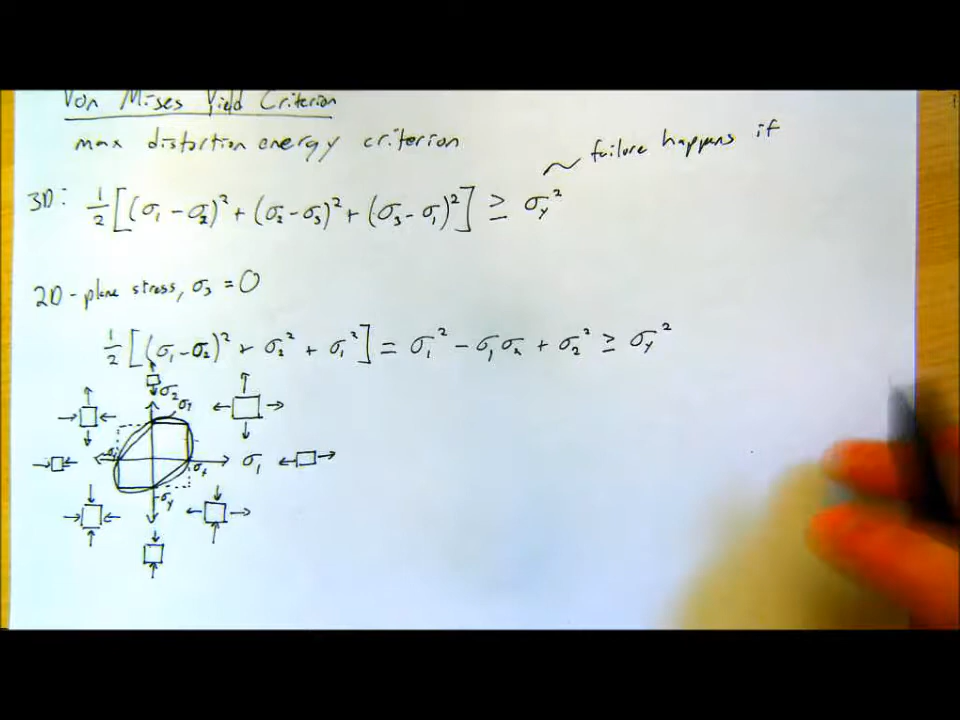 Von Mises Yield Criterion
max distortion energy criterion
failure happens if
3D: 1/2[(σ1 - σ2)² + (σ2 - σ3)² + (σ3 - σ1)²] ≥ σY²
2D - plane stress, σ3 = 0
1/2[(σ1 - σ2)² + σ2² + σ1²] = σ1² - σ1σ2 + σ2² ≥ σY²
σ2
σY
σY
σ1
σY